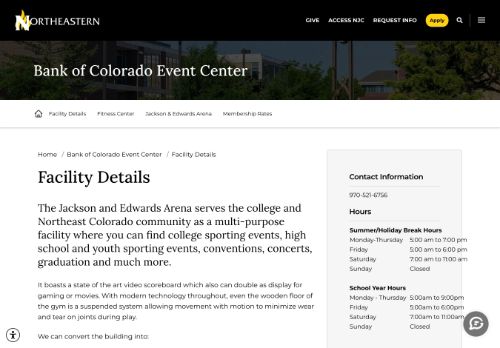 NORTHEASTERN
GIVE ACCESS NJC REQUEST INFO Apply
Bank of Colorado Event Center
Facility Details Fitness Center Jackson & Edwards Arena Membership Rates
Home / Bank of Colorado Event Center / Facility Details
Facility Details
The Jackson and Edwards Arena serves the college and
Northeast Colorado community as a multi-purpose
facility where you can find college sporting events, high
school and youth sporting events, conventions, concerts,
graduation and much more.
It boasts a state of the art video scoreboard which also can double as display for
gaming or movies. With modern technology throughout, even the wooden floor of
the gym is a suspended system allowing movement with motion to minimize wear
and tear on joints during play.
We can convert the building into:
Contact Information
970-521-6756
Hours
Summer/Holiday Break Hours
Monday-Thursday 5:00 am to 7:00 pm
Friday 5:00 am to 6:00 pm
Saturday 7:00 am to 11:00 am
Sunday Closed
School Year Hours
Monday - Thursday 5:00am to 9:00pm
Friday 5:00am to 6:00pm
Saturday 7:00am to 11:00am
Sunday Closed